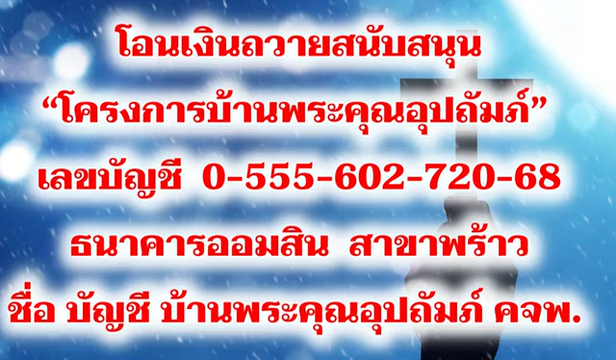 โอนเงินถวายสนับสนุน
“โครงการบ้านพระคุณอุปถัมภ์”
เลขบัญชี 0-555-602-720-68
ธนาคารออมสิน สาขาพร้าว
ชื่อ บัญชี บ้านพระคุณอุปถัมภ์ คจพ.